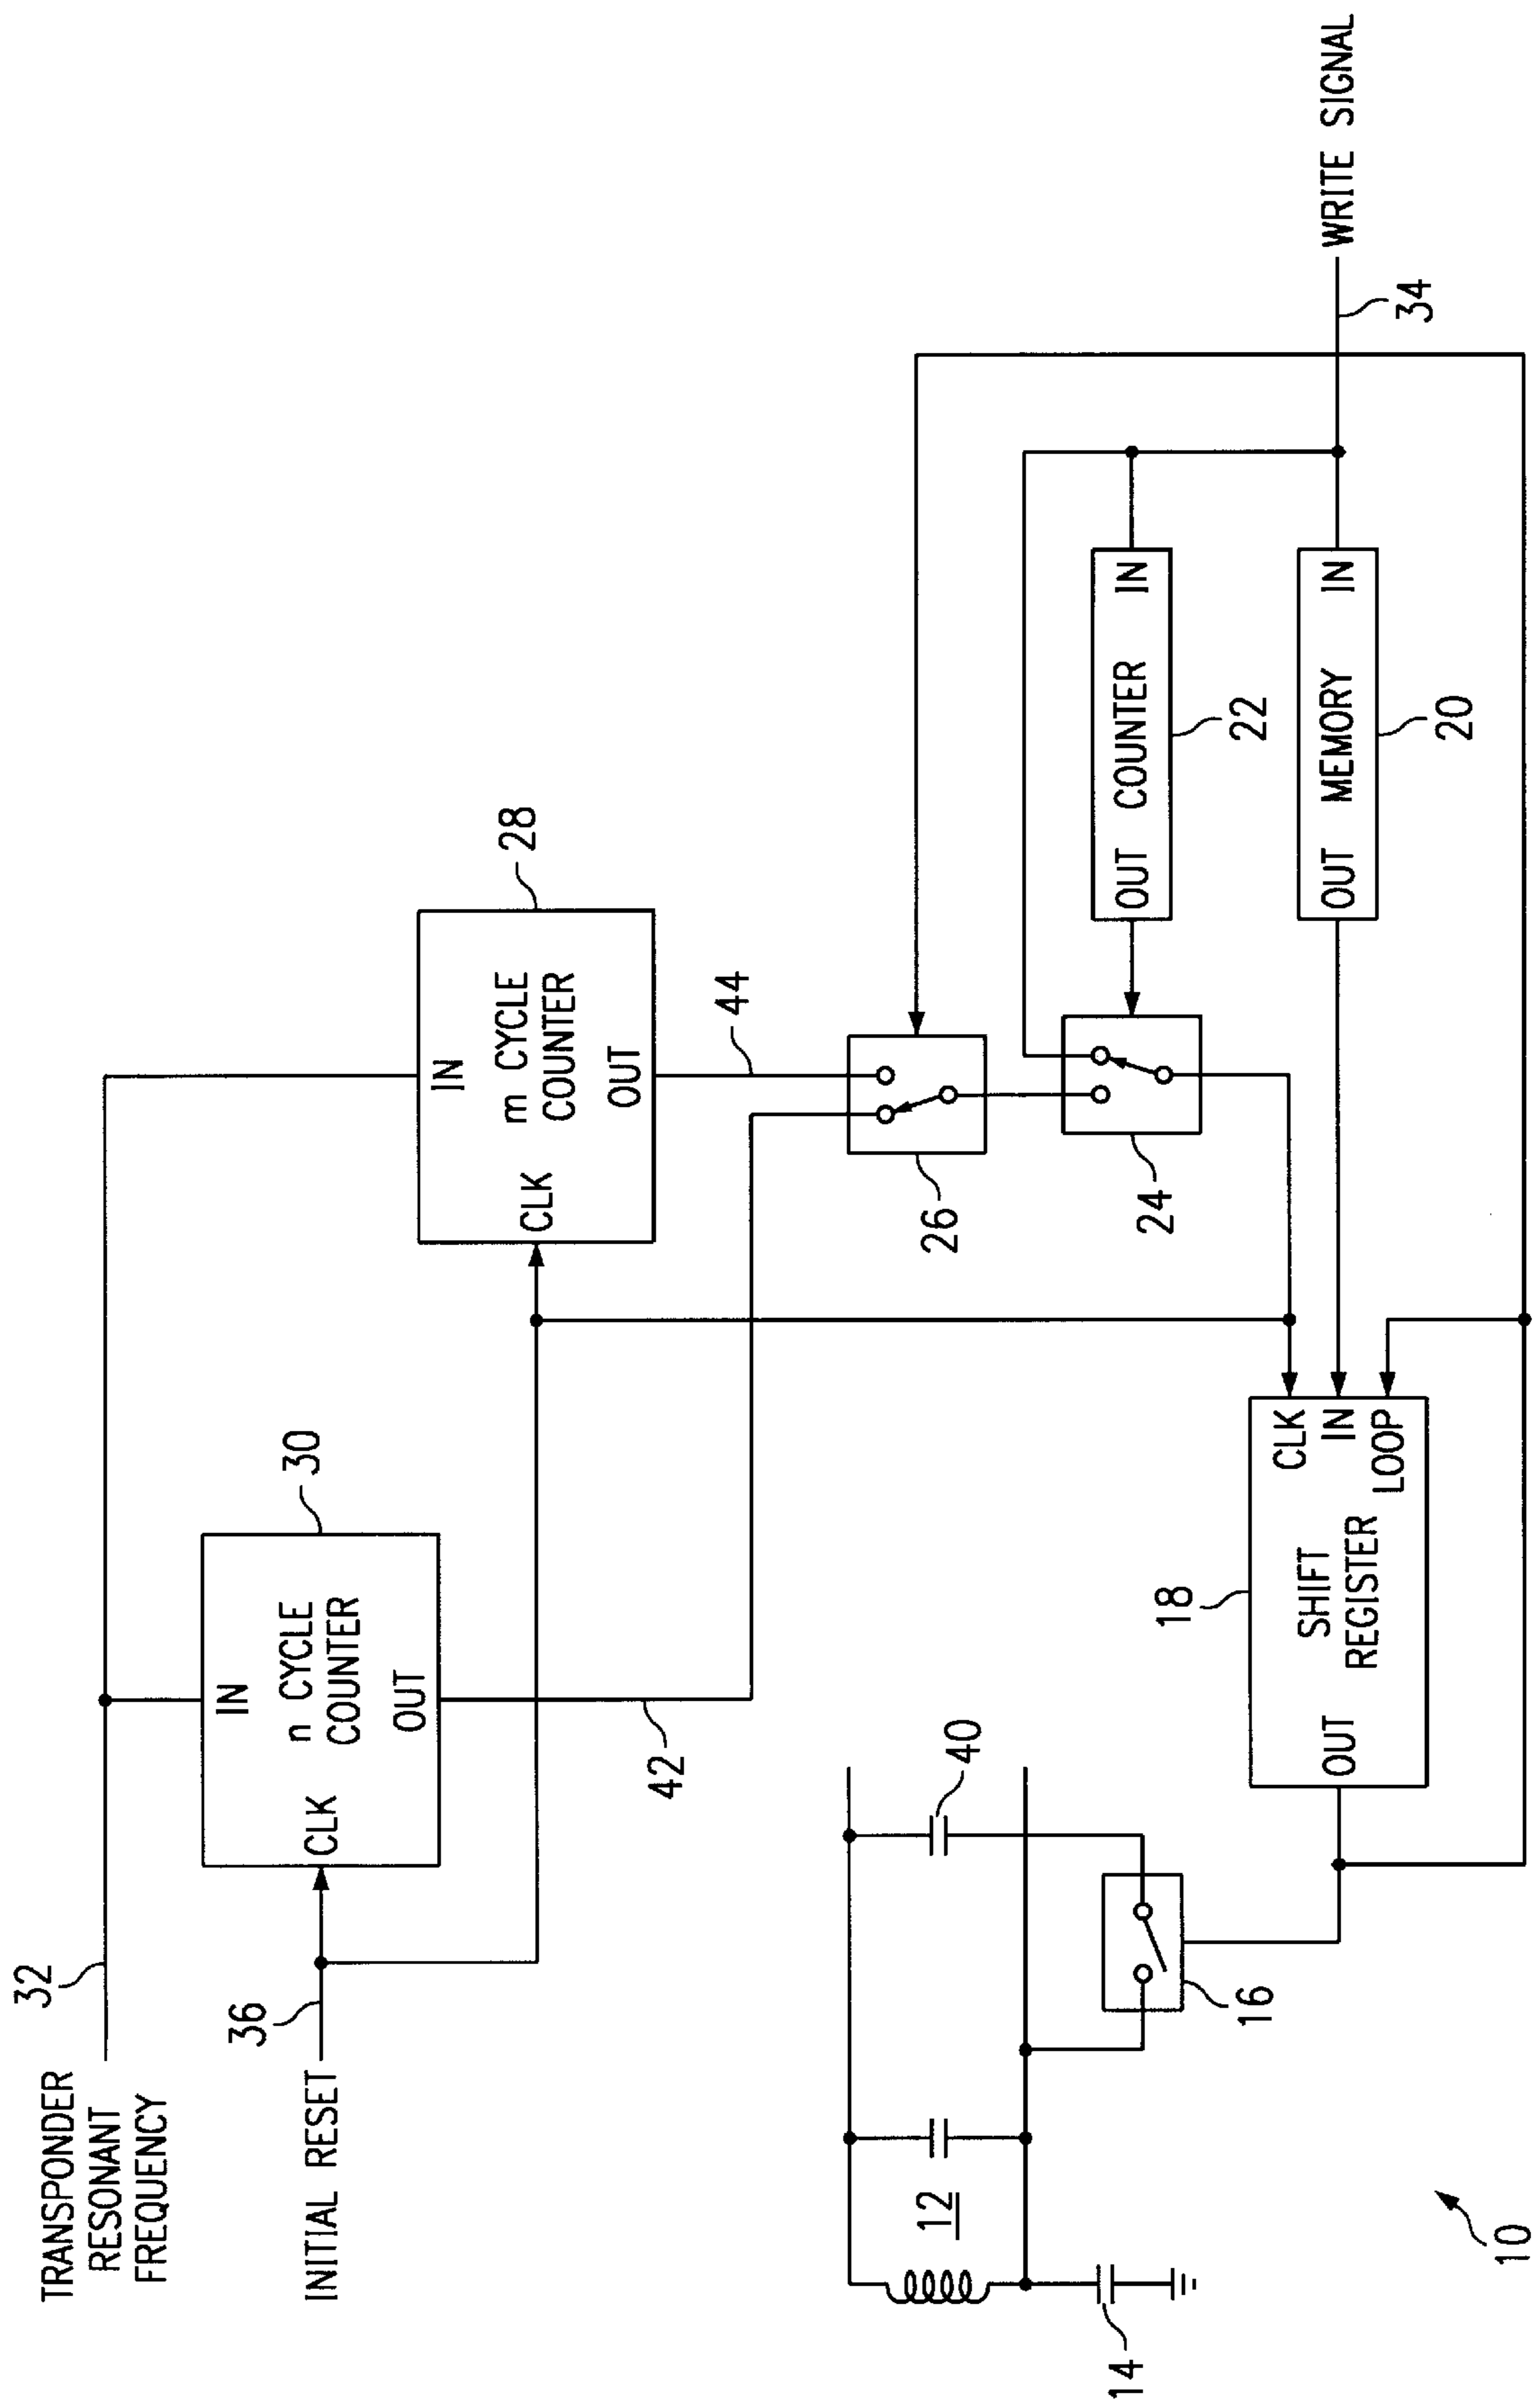 TRANSPONDER
RESONANT
FREQUENCY
32
INITIAL RESET
36
IN
n CYCLE
COUNTER
CLK
OUT
30
IN
m CYCLE
COUNTER
CLK
OUT
28
42
44
12
14
40
16
26
24
OUT COUNTER IN
22
OUT MEMORY IN
20
WRITE SIGNAL
34
18
SHIFT
REGISTER
CLK
IN
LOOP
OUT
10